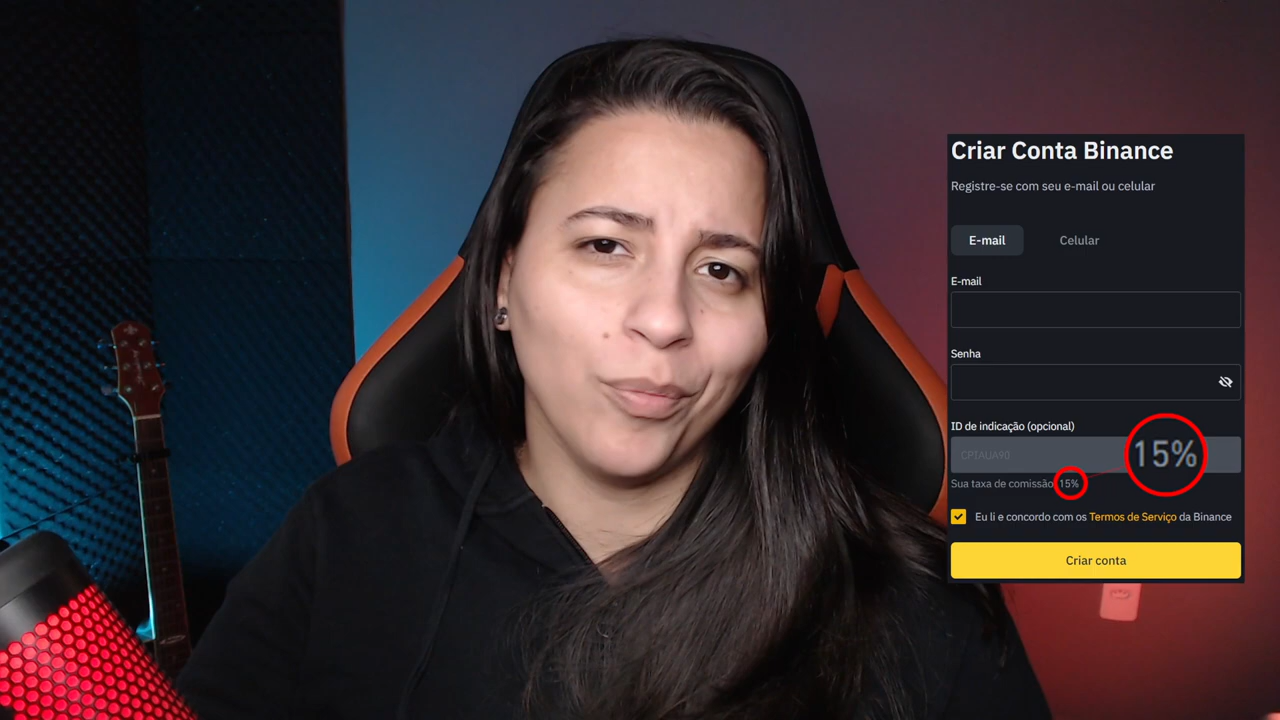 Criar Conta Binance
Registre-se com seu e-mail ou celular
E-mail
Celular
E-mail
Senha
ID de indicação (opcional)
CPTAUA90
15%
Sua taxa de comissão 15%
Eu li e concordo com os Termos de Serviço da Binance
Criar conta